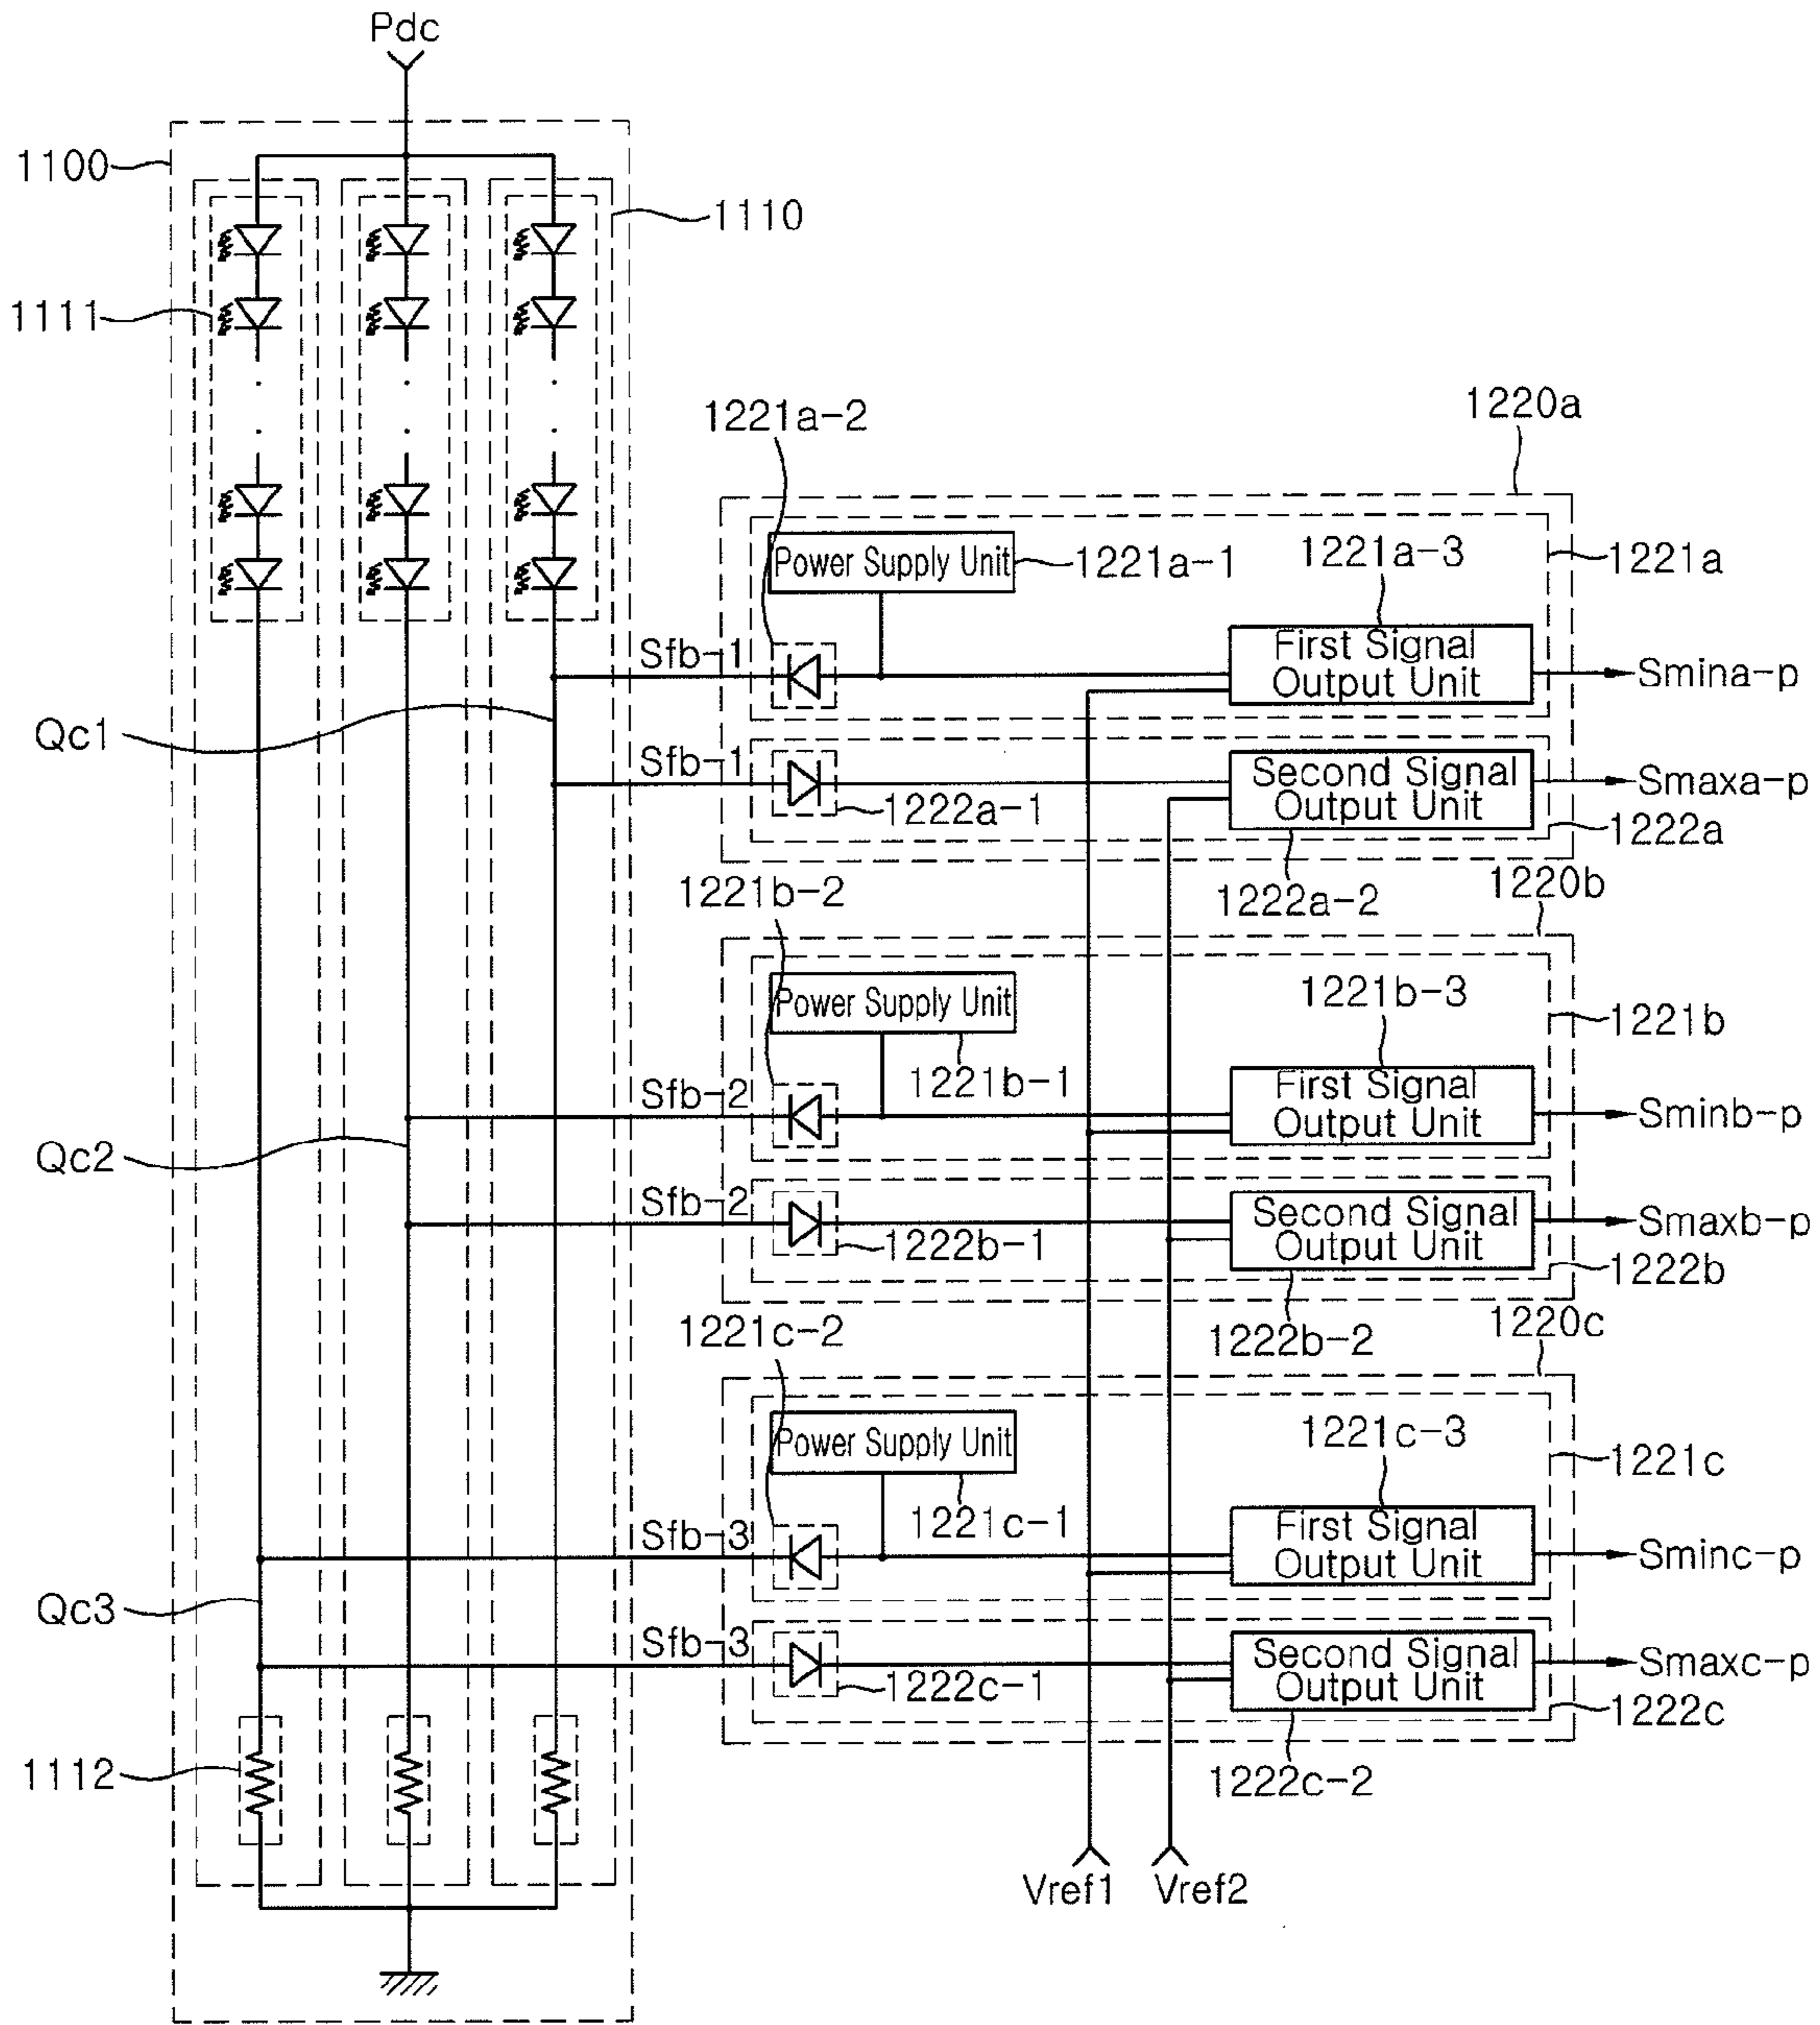 Pdc
1100
1110
1111
1221a-2
1220a
Power Supply Unit
1221a-1
1221a-3
1221a
Sfb-1
First Signal
Output Unit
Smina-p
Qc1
Sfb-1
Second Signal
Output Unit
Smaxa-p
1222a-1
1222a
1221b-2
1222a-2
1220b
Power Supply Unit
1221b-3
1221b
1221b-1
Sfb-2
First Signal
Output Unit
Sminb-p
Qc2
Sfb-2
Second Signal
Output Unit
Smaxb-p
1222b-1
1222b
1221c-2
1222b-2
1220c
Power Supply Unit
1221c-3
1221c
1221c-1
Sfb-3
First Signal
Output Unit
Sminc-p
Qc3
Sfb-3
Second Signal
Output Unit
Smaxc-p
1222c-1
1222c
1112
1222c-2
Vref1
Vref2